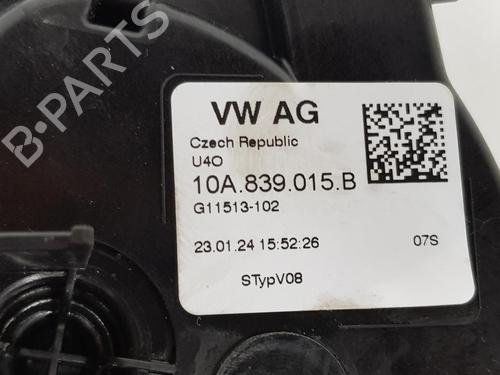 B-PARTS
VW AG
Czech Republic
U4O
10A.839.015.B
G11513-102
23.01.24 15:52:26 07S
STypV08